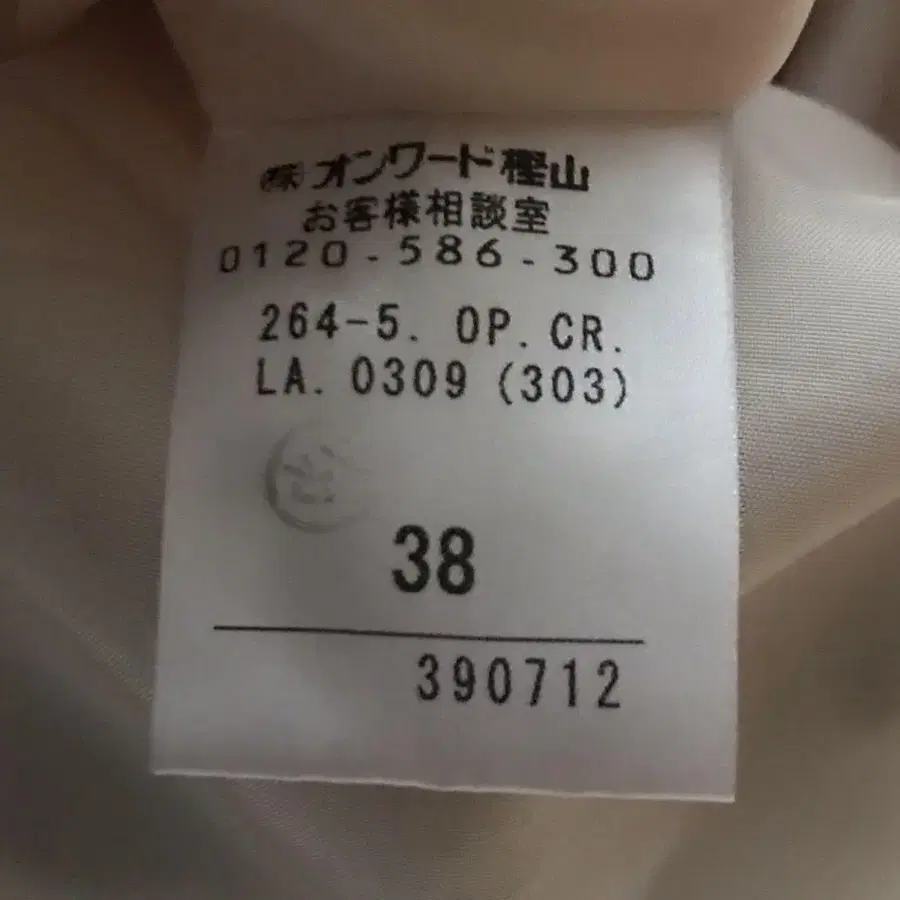 ㈱オンワード樫山
お客様相談室
0120-586-300
264-5. OP.CR.
LA. 0309 (303)
38
390712